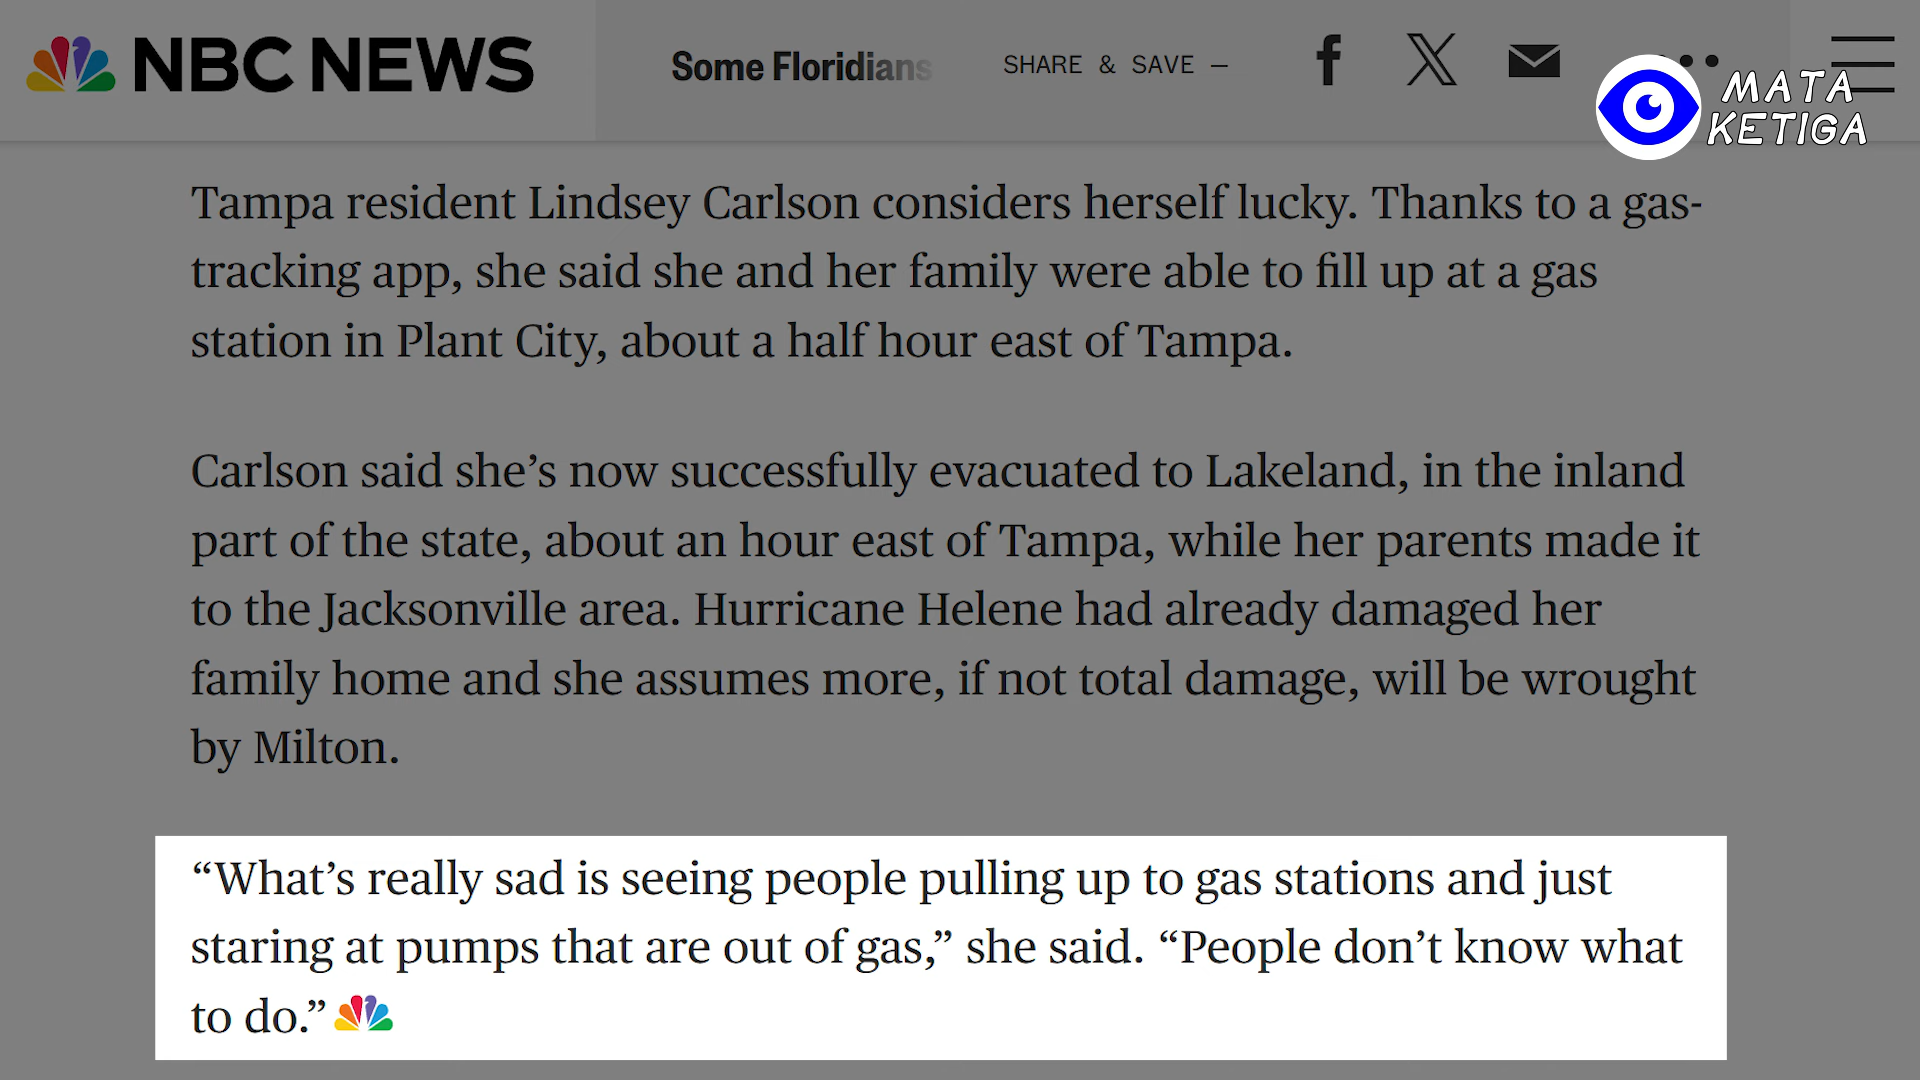 NBC NEWS
Some Floridians
SHARE & SAVE —
MATA
KETIGA
Tampa resident Lindsey Carlson considers herself lucky. Thanks to a gas-
tracking app, she said she and her family were able to fill up at a gas
station in Plant City, about a half hour east of Tampa.
Carlson said she’s now successfully evacuated to Lakeland, in the inland
part of the state, about an hour east of Tampa, while her parents made it
to the Jacksonville area. Hurricane Helene had already damaged her
family home and she assumes more, if not total damage, will be wrought
by Milton.
“What’s really sad is seeing people pulling up to gas stations and just
staring at pumps that are out of gas,” she said. “People don’t know what
to do.”